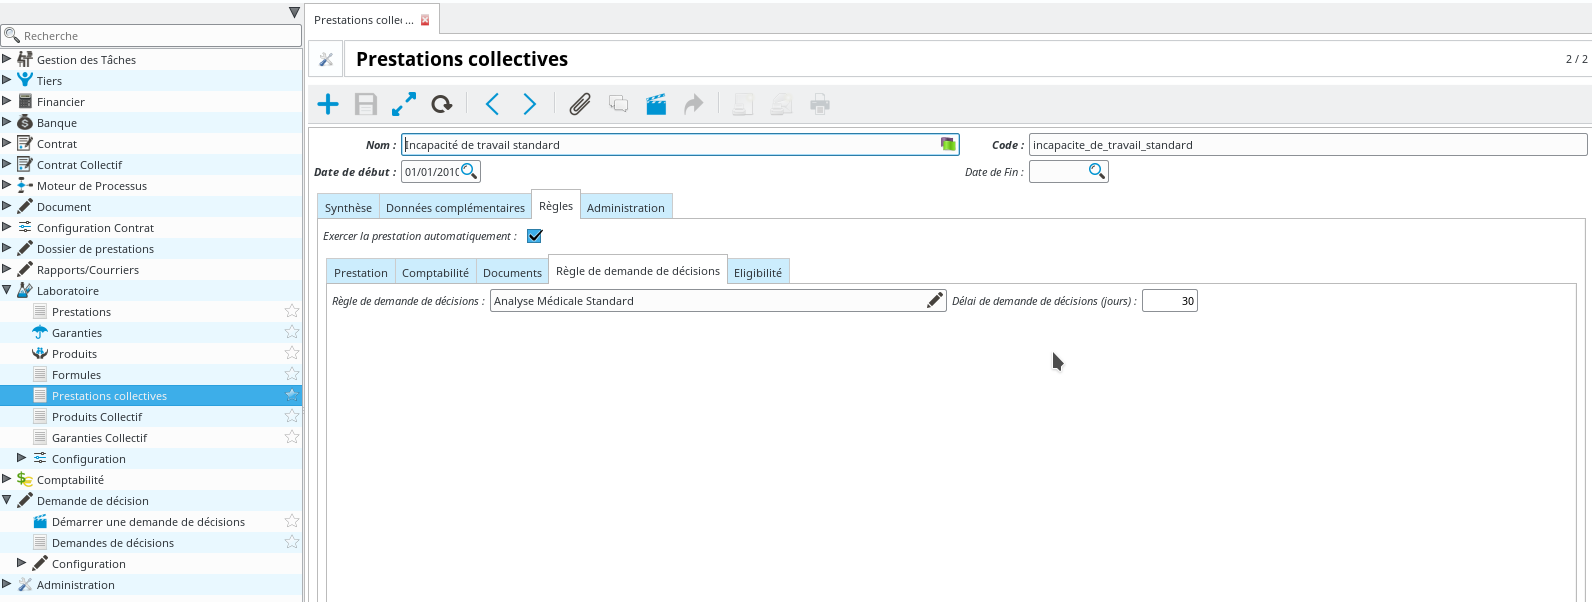 Prestations collec ...
Recherche
Gestion des Tâches
Tiers
Financier
Banque
Contrat
Contrat Collectif
Moteur de Processus
Document
Configuration Contrat
Dossier de prestations
Rapports/Courriers
Laboratoire
Prestations
Garanties
Produits
Formules
Prestations collectives
Produits Collectif
Garanties Collectif
Configuration
Comptabilité
Demande de décision
Démarrer une demande de décisions
Demandes de décisions
Configuration
Administration
Prestations collectives 2 / 2
Nom : Incapacité de travail standard Code : incapacite_de_travail_standard
Date de début : 01/01/2010 Date de Fin :
Synthèse Données complémentaires Règles Administration
Exercer la prestation automatiquement :
Prestation Comptabilité Documents Règle de demande de décisions Eligibilité
Règle de demande de décisions : Analyse Médicale Standard Délai de demande de décisions (jours) : 30